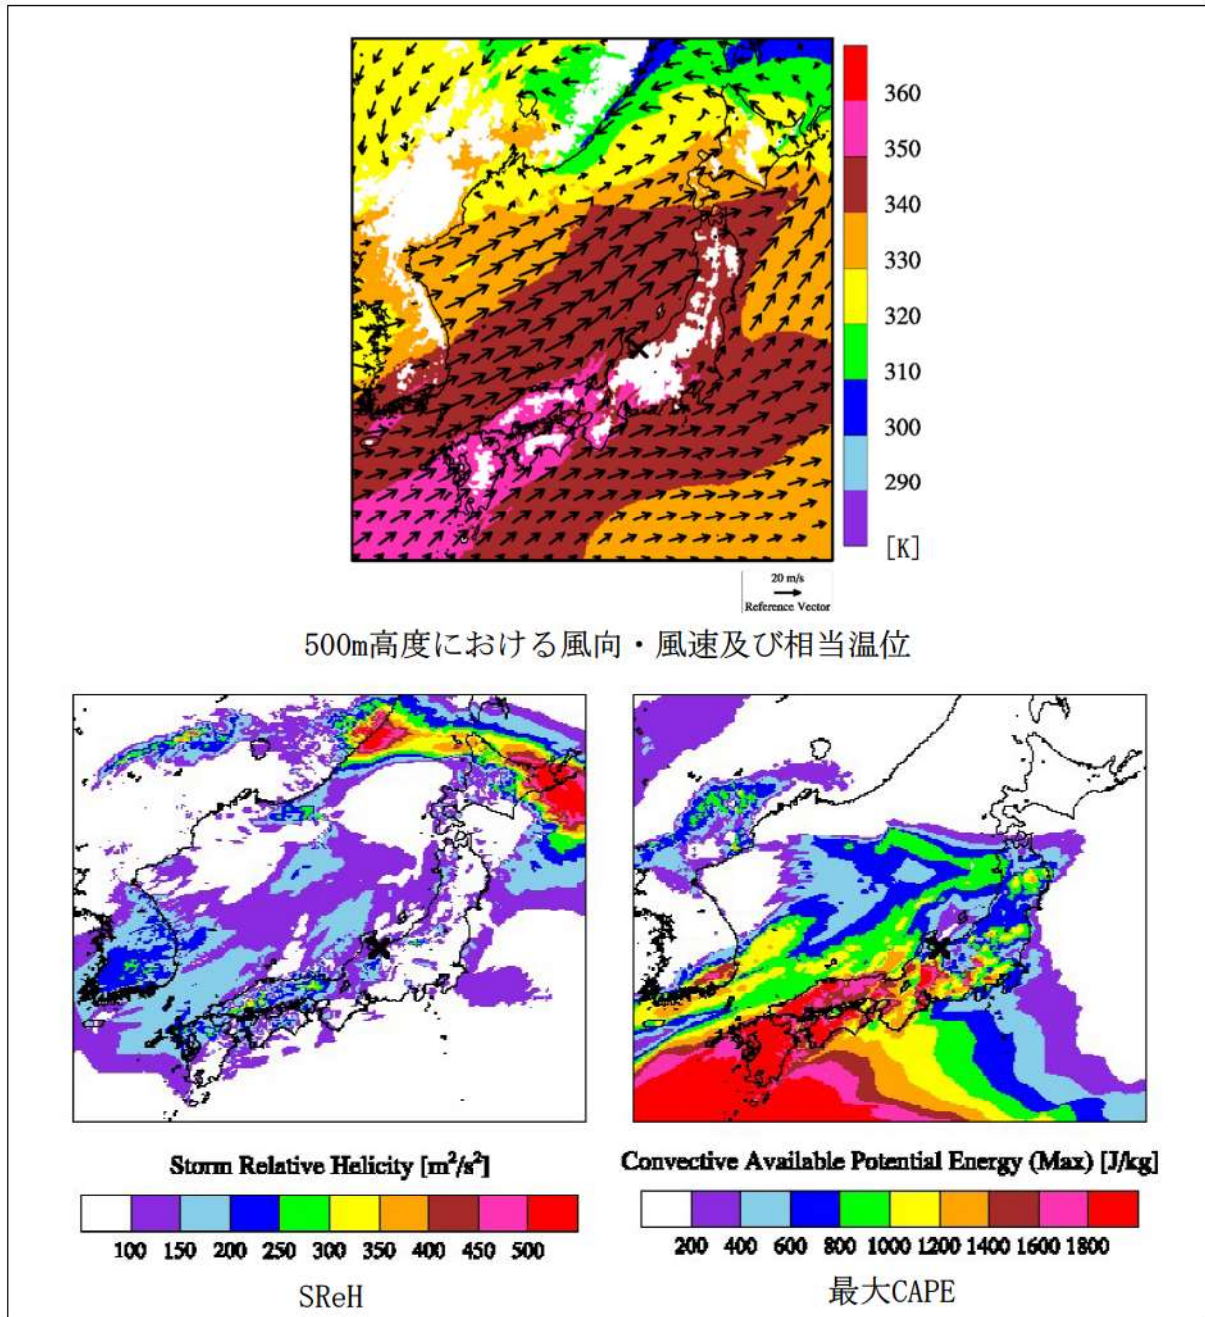 360
350
340
330
320
310
300
290
[K]
20 m/s
Reference Vector
500m高度における風向・風速及び相当温位
Storm Relative Helicity [m²/s²]
100 150 200 250 300 350 400 450 500
SReH
Convective Available Potential Energy (Max) [J/kg]
200 400 600 800 1000 1200 1400 1600 1800
最大CAPE